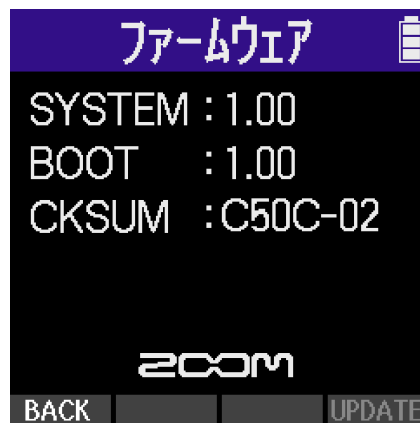 ファームウェア
SYSTEM : 1.00
BOOT : 1.00
CKSUM : C50C-02
ZOOM
BACK UPDATE